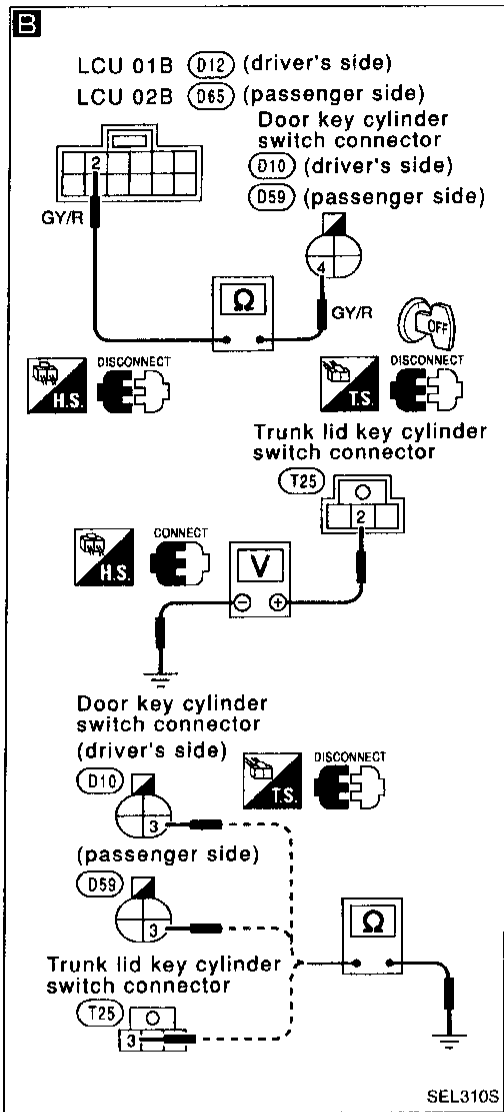 B
LCU 01B D12 (driver's side)
LCU 02B D65 (passenger side)
Door key cylinder
switch connector
D10 (driver's side)
D59 (passenger side)
2
GY/R
4
Ω
GY/R
OFF
DISCONNECT
H.S.
DISCONNECT
T.S.
Trunk lid key cylinder
switch connector
T25
2
CONNECT
H.S.
V
− +
Door key cylinder
switch connector
(driver's side)
DISCONNECT
T.S.
D10
3
(passenger side)
D59
3
Ω
Trunk lid key cylinder
switch connector
T25
3
SEL310S